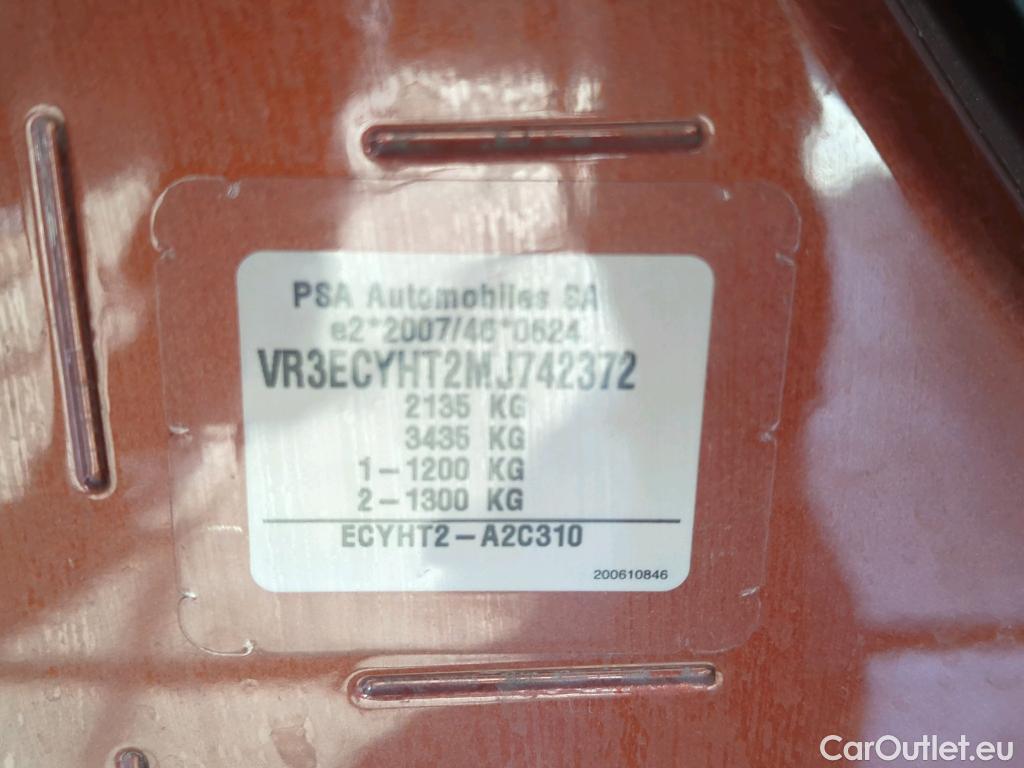 PSA Automobiles SA
e2*2007/46*0624
VR3ECYHT2MJ742372
2135 KG
3435 KG
1-1200 KG
2-1300 KG
ECYHT2-A2C310
200610846
CarOutlet.eu